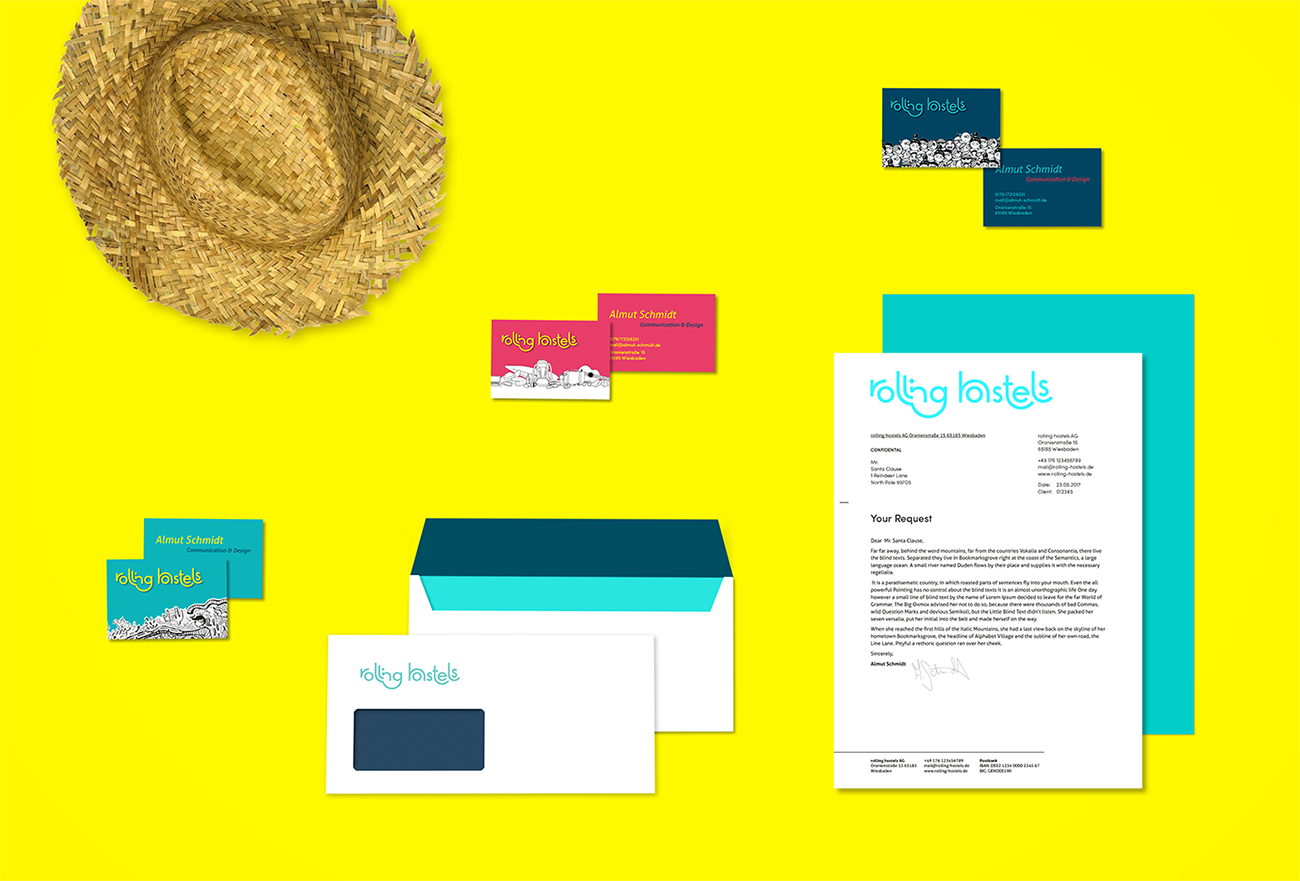 rolling hostels
Almut Schmidt
Communication & Design
mail@almut-schmidt.de
Oranienstraße 15
65185 Wiesbaden
rolling hostels
Almut Schmidt
Communication & Design
mail@almut-schmidt.de
Oranienstraße 15
65185 Wiesbaden
Almut Schmidt
Communication & Design
rolling hostels
rolling hostels
rolling hostels
rolling hostels AG Oranienstraße 15 65185 Wiesbaden
CONFIDENTAL
Mr.
Santa Clause
1 Reindeer Lane
North Pole 99705
rolling hostels AG
Oranienstraße 15
65185 Wiesbaden
+49 176 123456789
mail@rolling-hostels.de
www.rolling-hostels.de
Date: 23.05.2017
Client: 012345
Your Request
Dear Mr. Santa Clause,
Far far away, behind the word mountains, far from the countries Vokalia and Consonantia, there live
the blind texts. Separated they live in Bookmarksgrove right at the coast of the Semantics, a large
language ocean. A small river named Duden flows by their place and supplies it with the necessary
regelialia.
It is a paradisematic country, in which roasted parts of sentences fly into your mouth. Even the all
powerful Pointing has no control about the blind texts it is an almost unorthographic life One day
however a small line of blind text by the name of Lorem Ipsum decided to leave for the far World of
Grammar. The Big Oxmox advised her not to do so, because there were thousands of bad Commas,
wild Question Marks and devious Semikoli, but the Little Blind Text didn't listen. She packed her
seven versalia, put her initial into the belt and made herself on the way.
When she reached the first hills of the Italic Mountains, she had a last view back on the skyline of her
hometown Bookmarksgrove, the headline of Alphabet Village and the subline of her own road, the
Line Lane. Pityful a rethoric question ran over her cheek.
Sincerely,
Almut Schmidt
rolling hostels AG
Oranienstraße 15 65185
Wiesbaden
+49 176 123456789
mail@rolling-hostels.de
www.rolling-hostels.de
Postbank
IBAN: DE02 1234 0000 2345 67